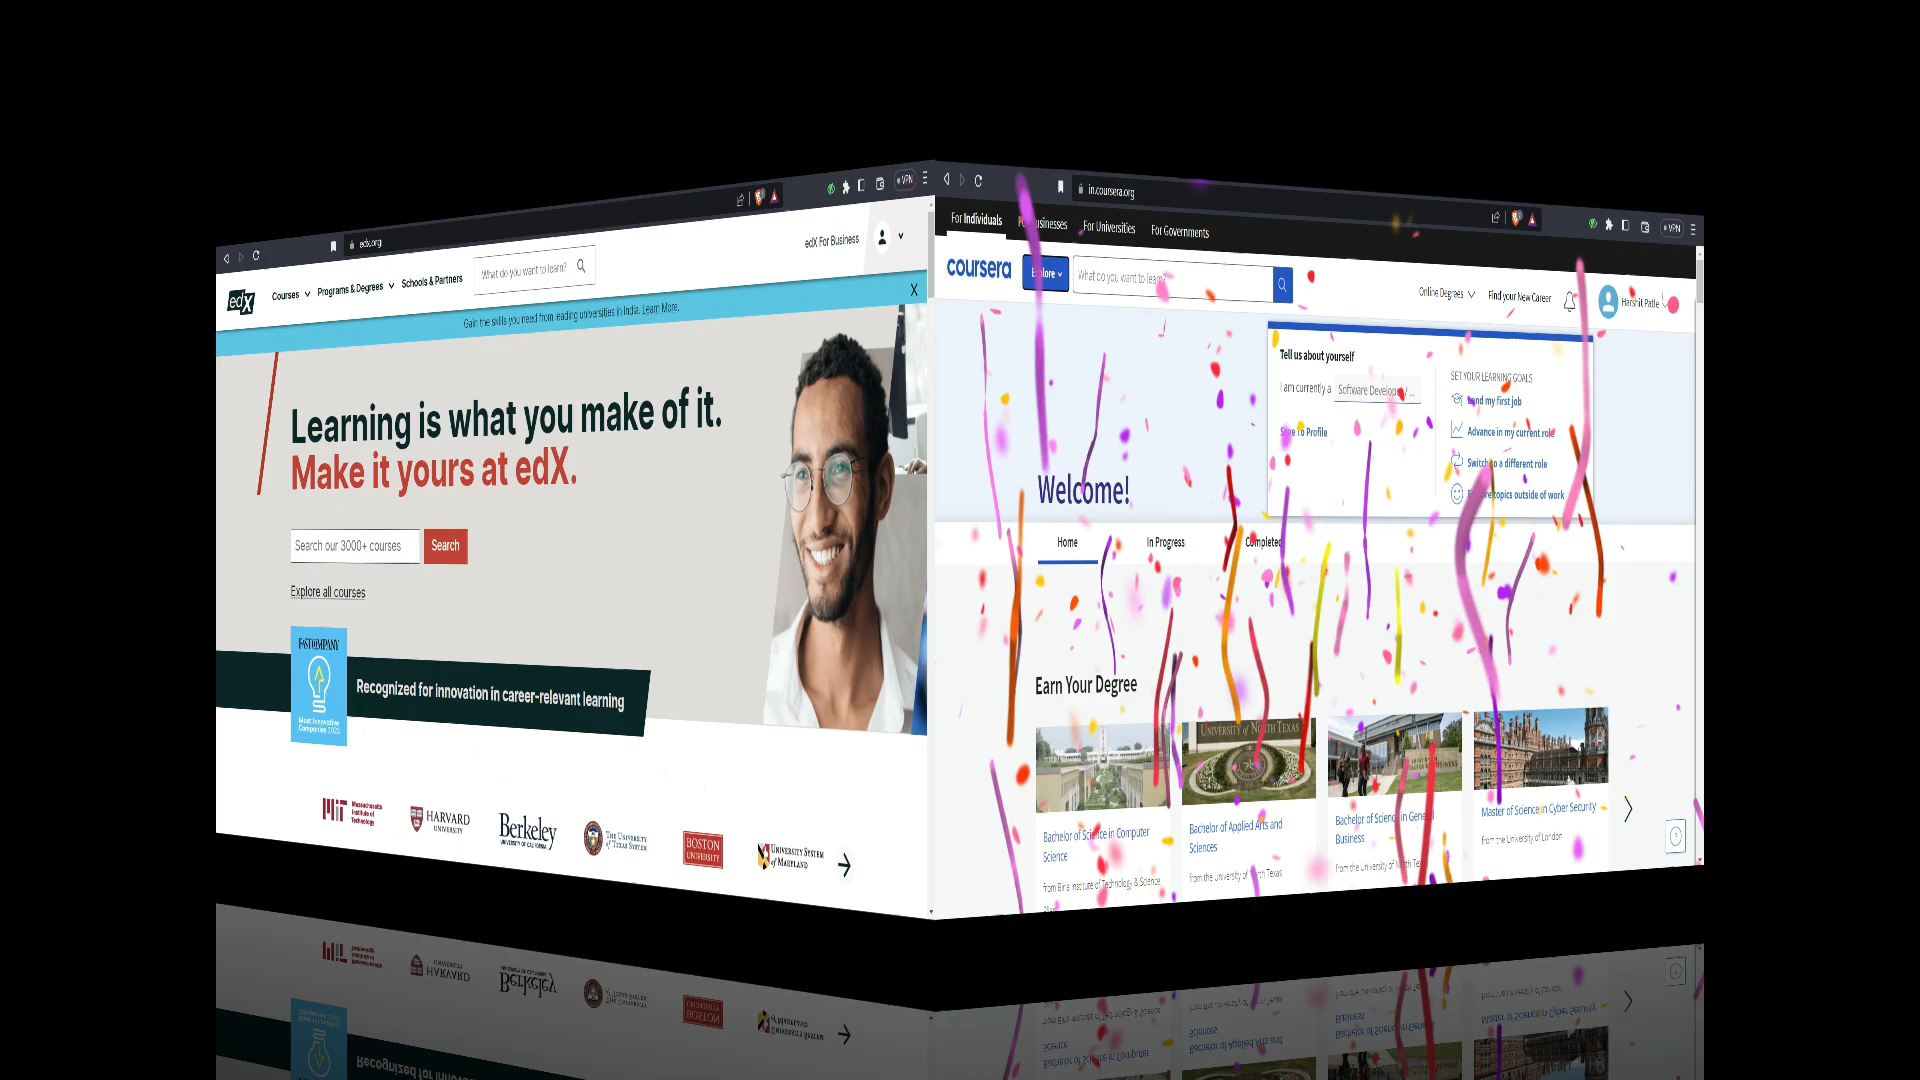 VPN
edx.org
edX For Business
edX
Courses
Programs & Degrees
Schools & Partners
What do you want to learn?
Gain the skills you need from leading universities in India. Learn More.
X
Learning is what you make of it.
Make it yours at edX.
Search our 3000+ courses
Search
Explore all courses
FAST COMPANY
Most Innovative
Companies 2023
Recognized for innovation in career-relevant learning
MIT
Massachusetts
Institute of
Technology
HARVARD
UNIVERSITY
Berkeley
UNIVERSITY OF CALIFORNIA
THE UNIVERSITY
of TEXAS SYSTEM
BOSTON
UNIVERSITY
UNIVERSITY SYSTEM
of MARYLAND
in.coursera.org
VPN
For Individuals
For Businesses
For Universities
For Governments
coursera
Explore
What do you want to learn?
Online Degrees
Find your New Career
Harshit Patle
Welcome!
Tell us about yourself
I am currently a
Software Develope / ...
Save To Profile
SET YOUR LEARNING GOALS
Land my first job
Advance in my current role
Switch to a different role
Explore topics outside of work
Home
In Progress
Completed
Earn Your Degree
UNIVERSITY of NORTH TEXAS
Bachelor of Science in Computer
Science
from Birla Institute of Technology & Science
Bachelor of Applied Arts and
Sciences
from the University of North Texas
Bachelor of Science in General
Business
from the University of North Texas
Master of Science in Cyber Security
from the University of London